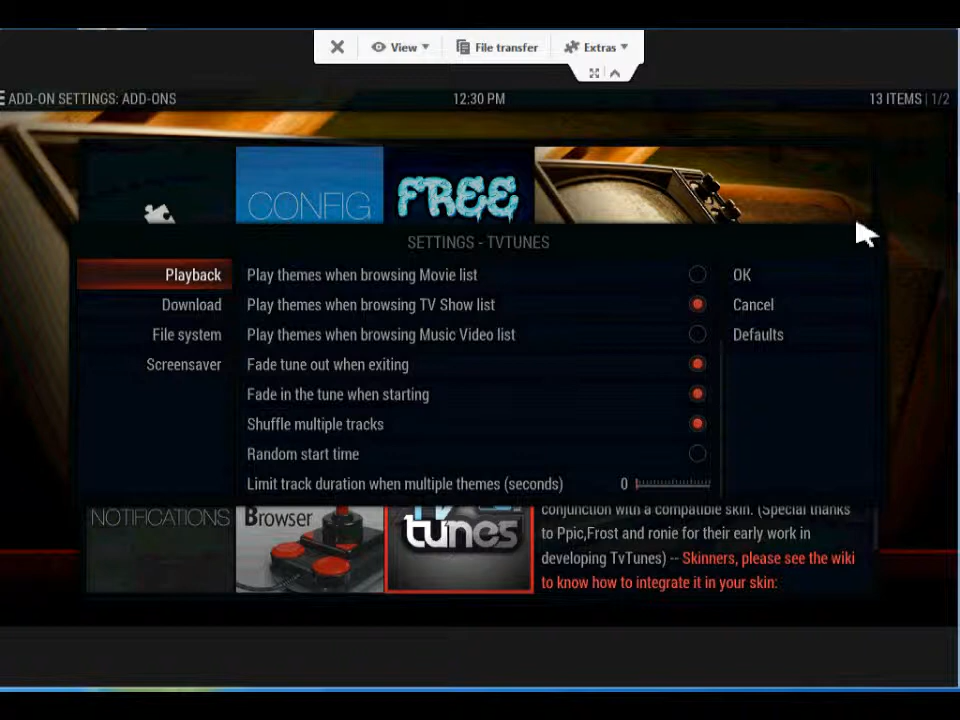 View
File transfer
Extras
ADD-ON SETTINGS: ADD-ONS
12:30 PM
13 ITEMS | 1/2
CONFIG
FREE
SETTINGS - TVTUNES
Playback
Play themes when browsing Movie list
OK
Download
Play themes when browsing TV Show list
Cancel
File system
Play themes when browsing Music Video list
Defaults
Screensaver
Fade tune out when exiting
Fade in the tune when starting
Shuffle multiple tracks
Random start time
Limit track duration when multiple themes (seconds)
0
NOTIFICATIONS
Browser
tunes
conjunction with a compatible skin. (Special thanks
to Ppic,Frost and ronie for their early work in
developing TvTunes) -- Skinners, please see the wiki
to know how to integrate it in your skin: